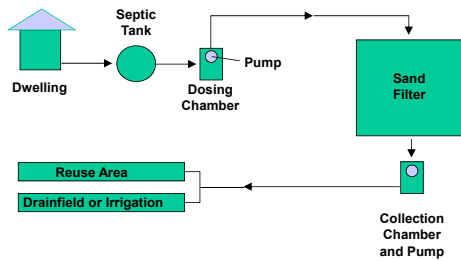 Septic
Tank
Pump
Dwelling
Dosing
Chamber
Sand
Filter
Reuse Area
Drainfield or Irrigation
Collection
Chamber
and Pump